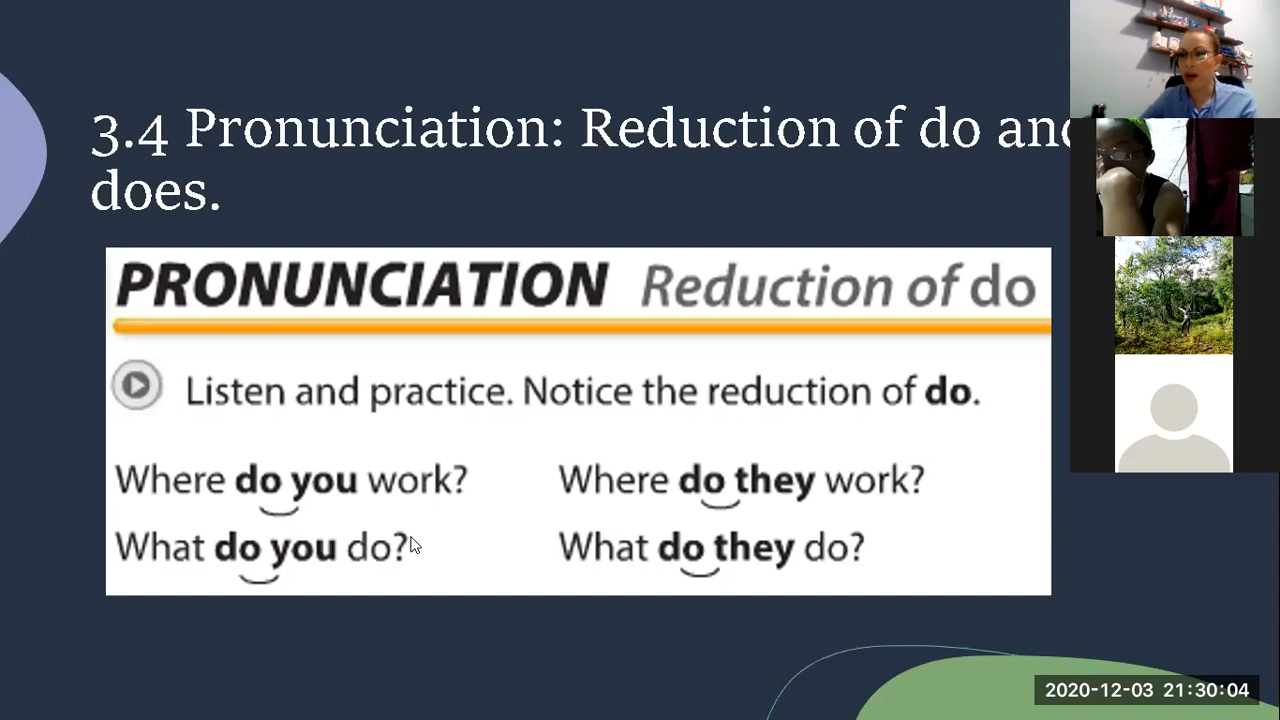 3.4 Pronunciation: Reduction of do and
does.
PRONUNCIATION Reduction of do
Listen and practice. Notice the reduction of do.
Where do you work? Where do they work?
What do you do? What do they do?
2020-12-03 21:30:04